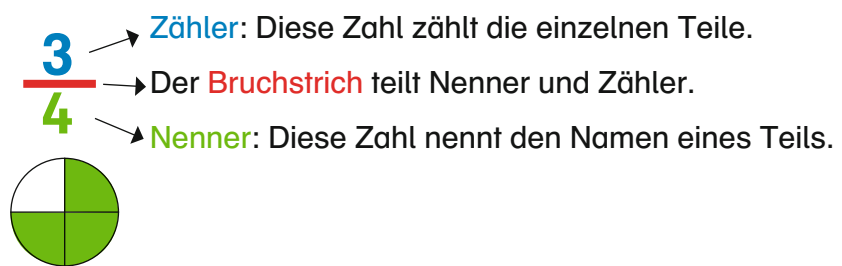 3
4
Zähler: Diese Zahl zählt die einzelnen Teile.
Der Bruchstrich teilt Nenner und Zähler.
Nenner: Diese Zahl nennt den Namen eines Teils.